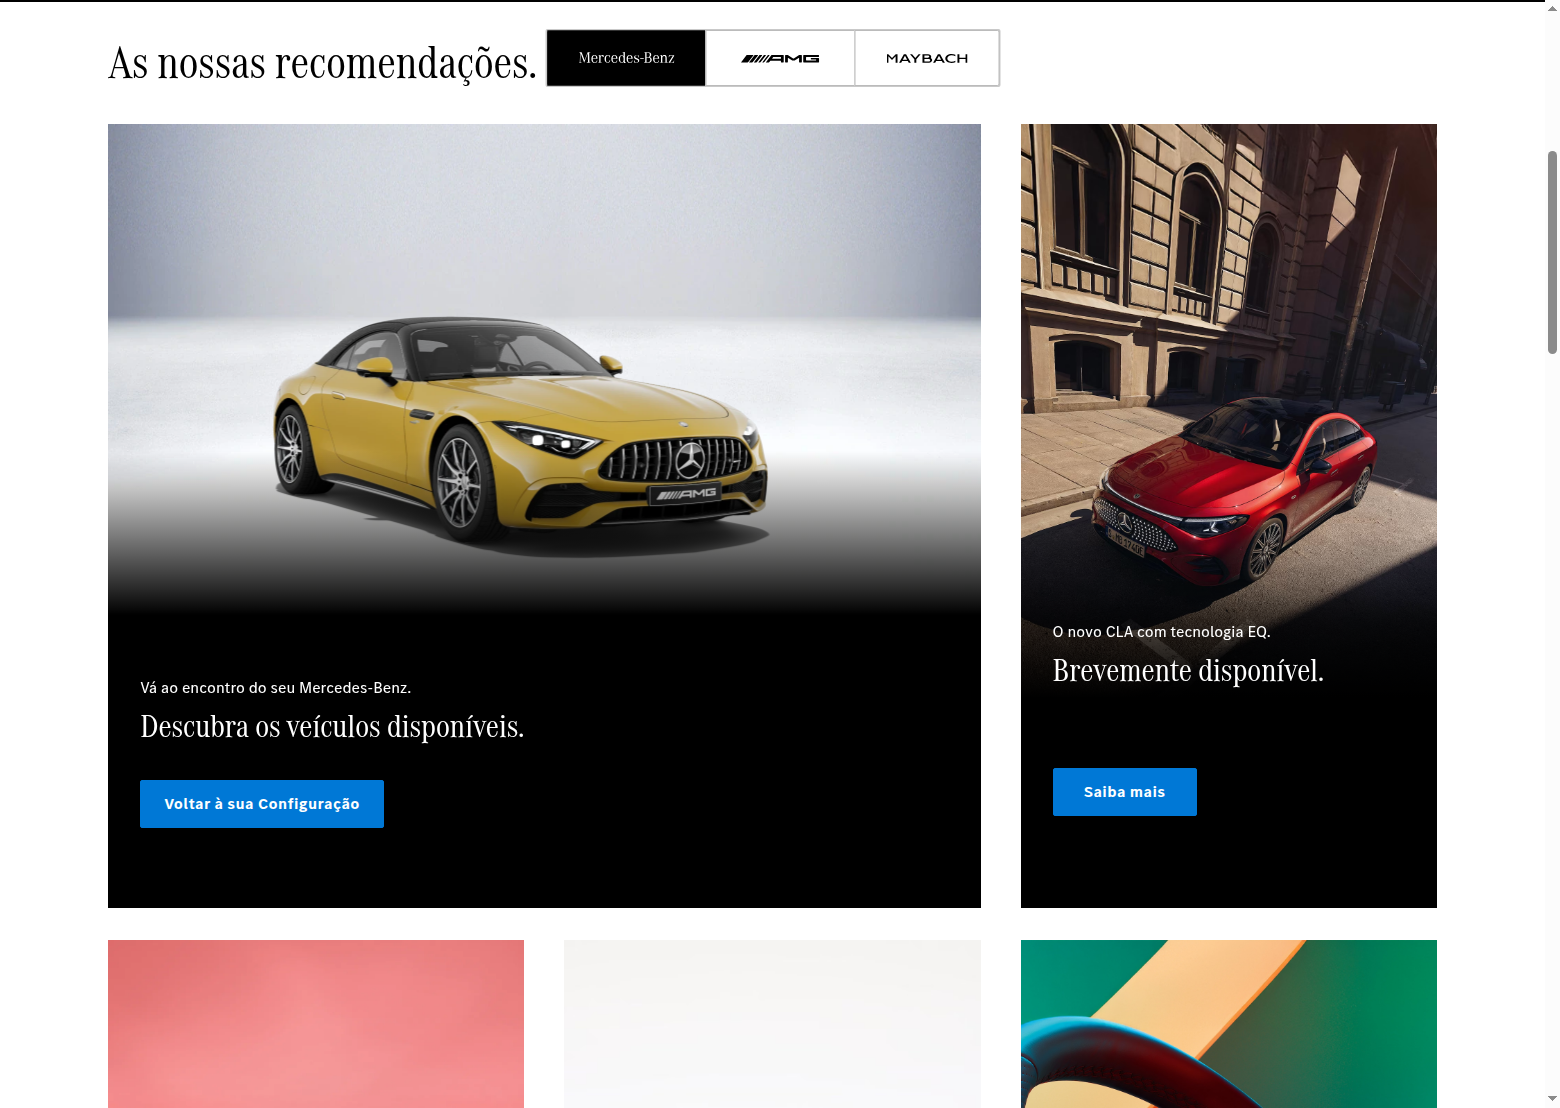 As nossas recomendações.
Mercedes-Benz
AMG
MAYBACH
AMG
Vá ao encontro do seu Mercedes-Benz.
Descubra os veículos disponíveis.
Voltar à sua Configuração
O novo CLA com tecnologia EQ.
Brevemente disponível.
Saiba mais